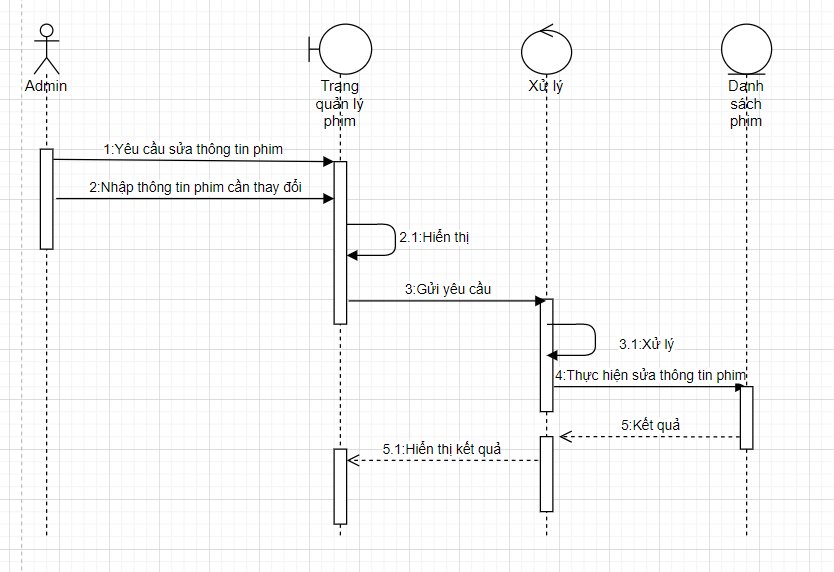 Admin
Trang
quản lý
phim
Xử lý
Danh
sách
phim
1:Yêu cầu sửa thông tin phim
2:Nhập thông tin phim cần thay đổi
2.1:Hiển thị
3:Gửi yêu cầu
3.1:Xử lý
4:Thực hiện sửa thông tin phim
5:Kết quả
5.1:Hiển thị kết quả